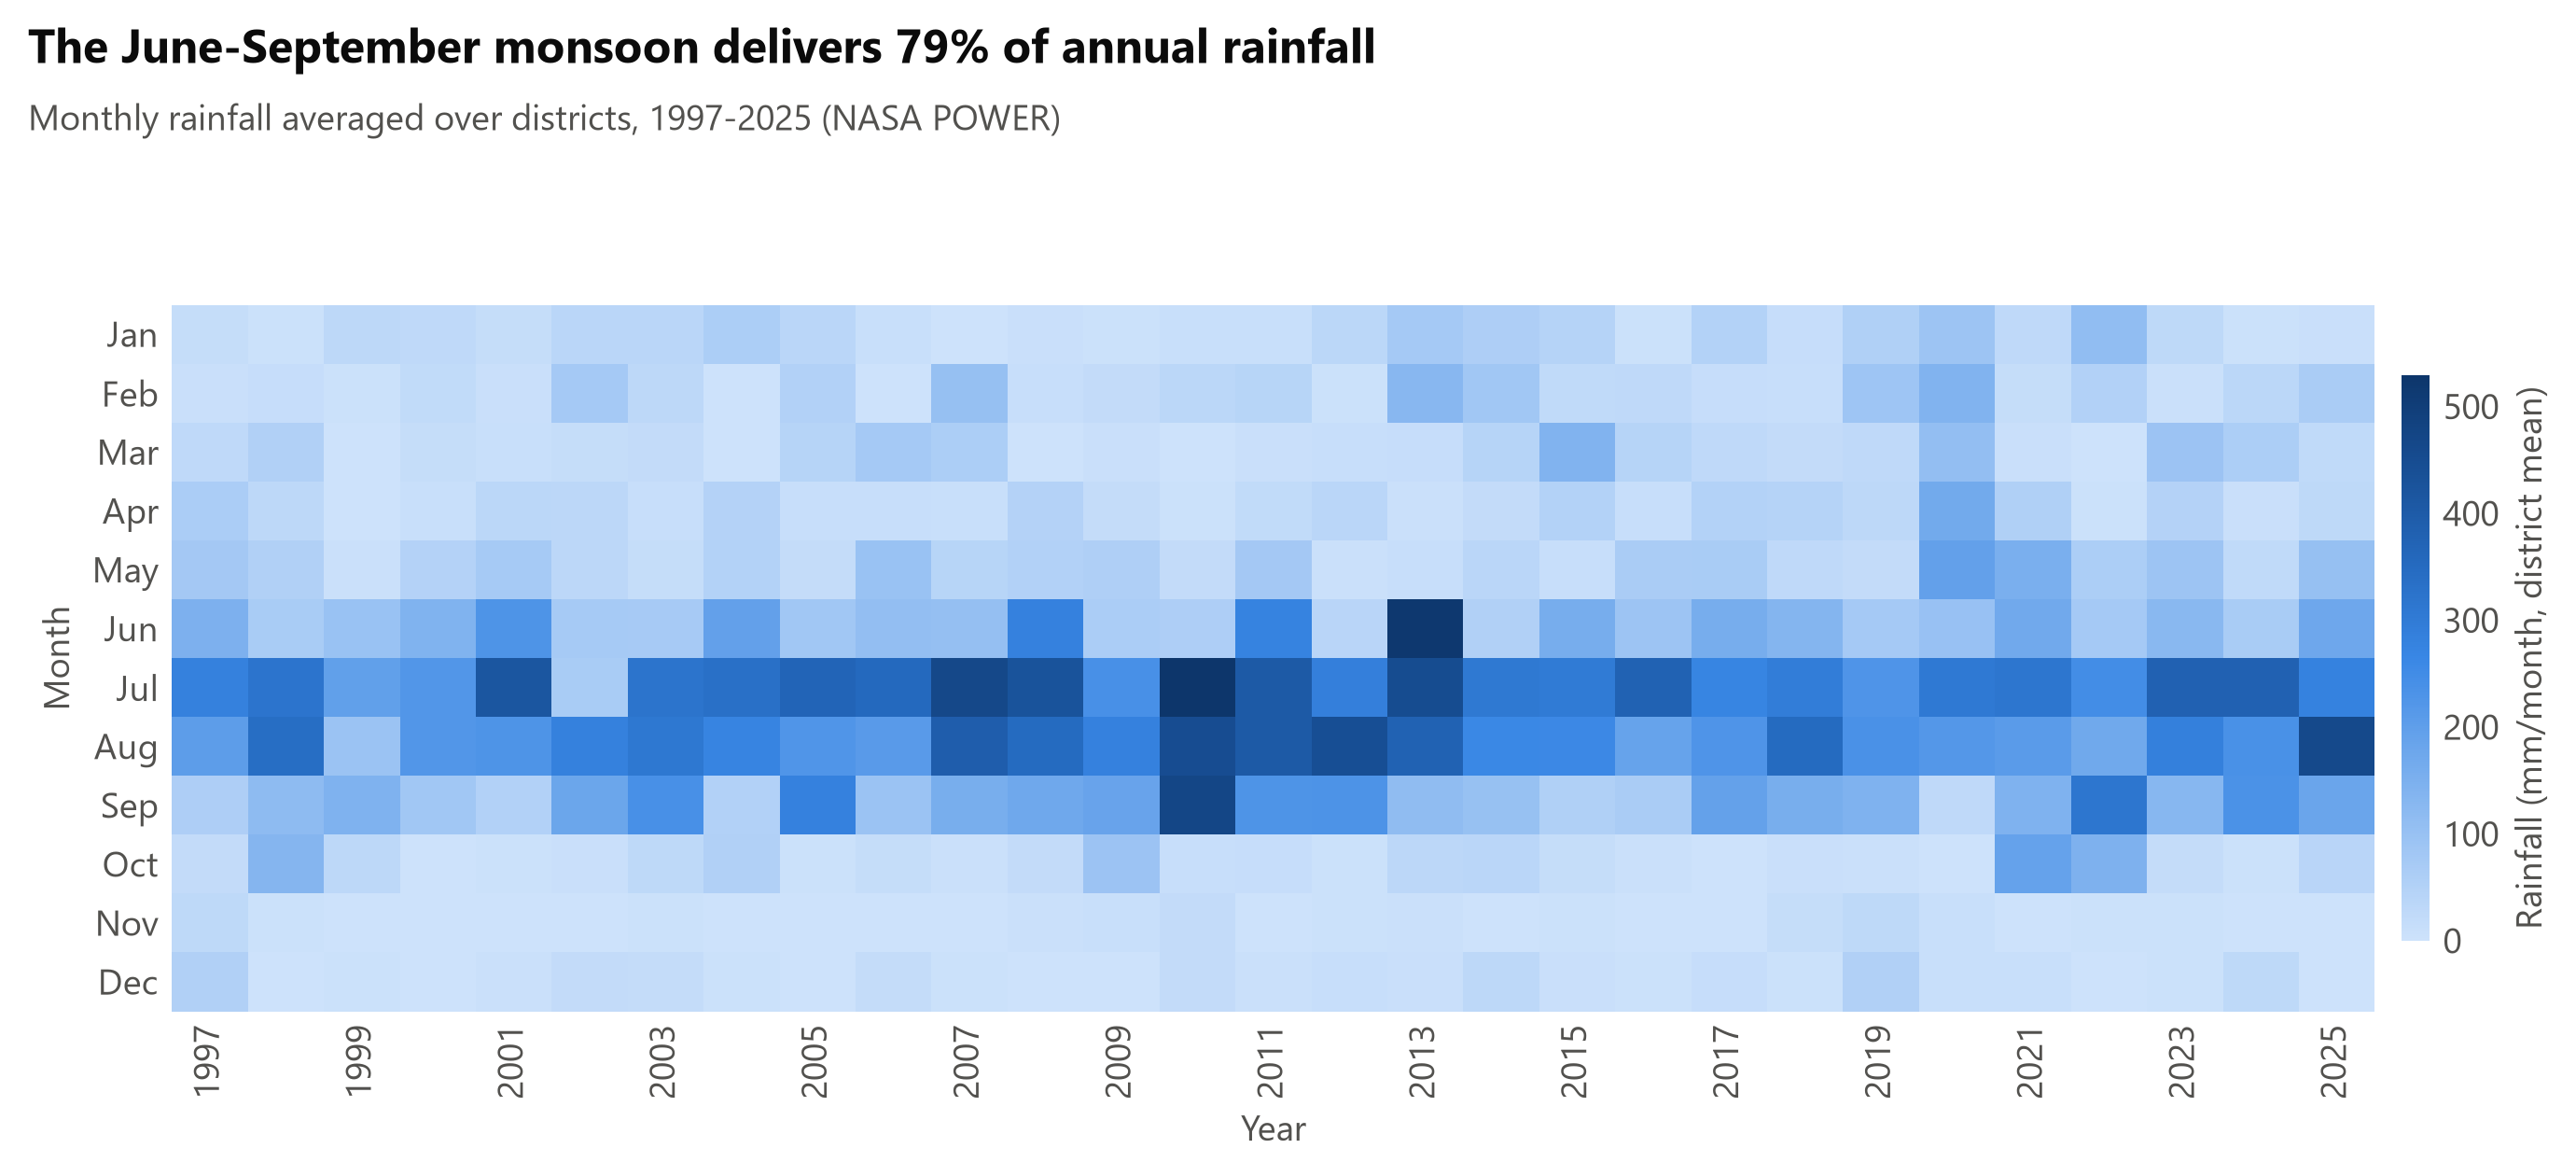 The June-September monsoon delivers 79% of annual rainfall
Monthly rainfall averaged over districts, 1997-2025 (NASA POWER)
Month
Jan
Feb
Mar
Apr
May
Jun
Jul
Aug
Sep
Oct
Nov
Dec
1997
1999
2001
2003
2005
2007
2009
2011
2013
2015
2017
2019
2021
2023
2025
Year
500
400
300
200
100
0
Rainfall (mm/month, district mean)